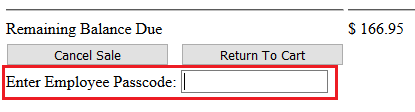 Remaining Balance Due $ 166.95
Cancel Sale Return To Cart
Enter Employee Passcode: